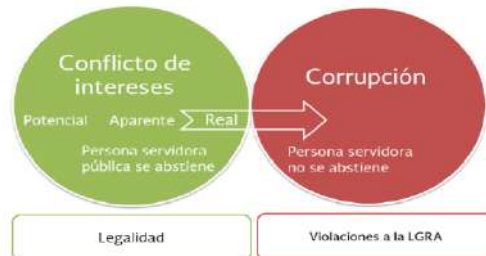 Conflicto de
intereses
Potencial Aparente Real
Persona servidora
pública se abstiene
Corrupción
Persona servidora
no se abstiene
Legalidad
Violaciones a la LGRA